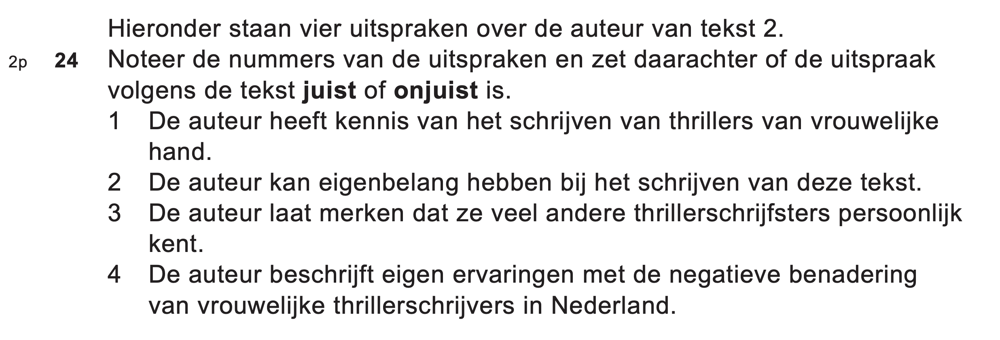 Hieronder staan vier uitspraken over de auteur van tekst 2.
2p 24 Noteer de nummers van de uitspraken en zet daarachter of de uitspraak
volgens de tekst juist of onjuist is.
1 De auteur heeft kennis van het schrijven van thrillers van vrouwelijke
hand.
2 De auteur kan eigenbelang hebben bij het schrijven van deze tekst.
3 De auteur laat merken dat ze veel andere thrillerschrijfsters persoonlijk
kent.
4 De auteur beschrijft eigen ervaringen met de negatieve benadering
van vrouwelijke thrillerschrijvers in Nederland.